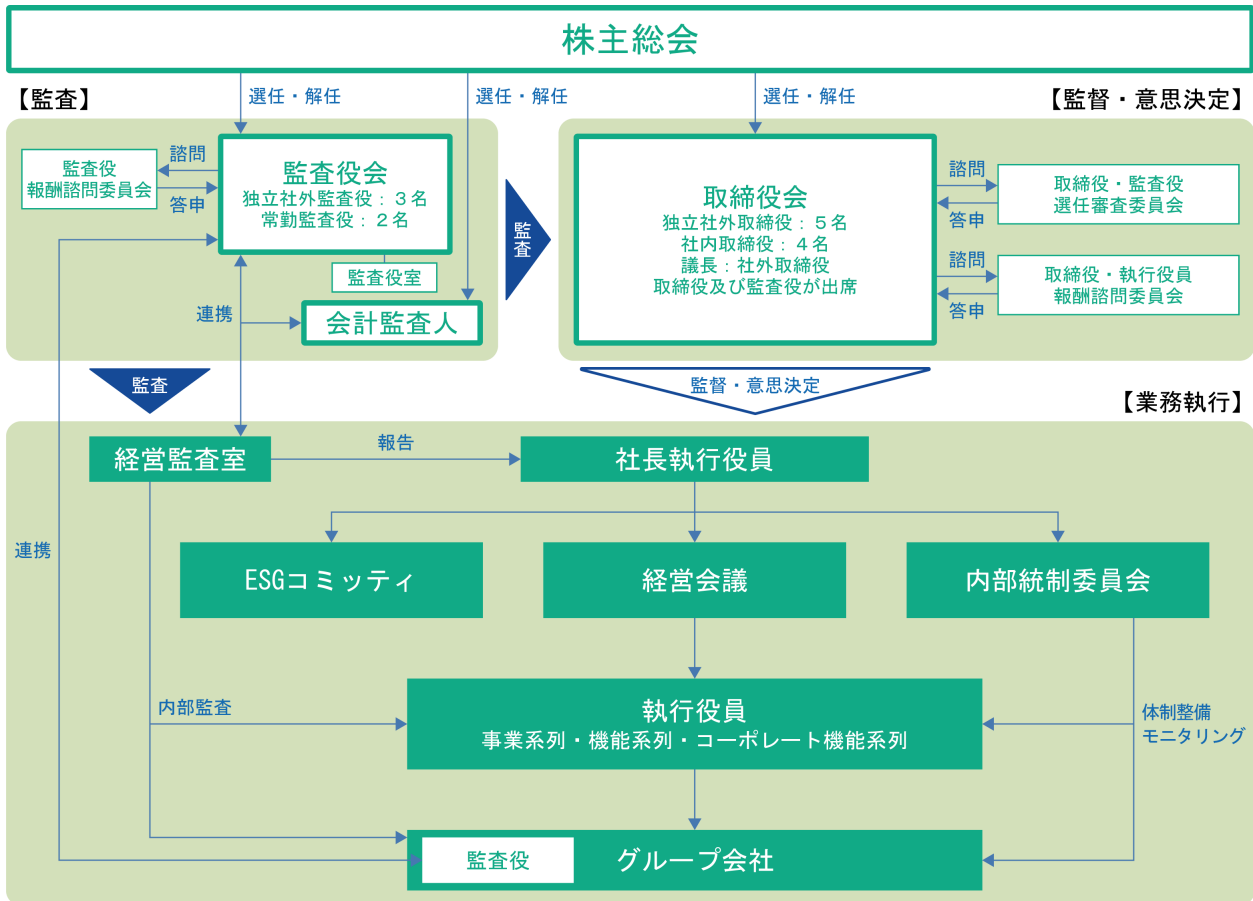 株主総会
【監査】
選任・解任
選任・解任
選任・解任
【監督・意思決定】
監査役
報酬諮問委員会
諮問
答申
監査役会
独立社外監査役：３名
常勤監査役：２名
監査役室
連携
会計監査人
監査
取締役会
独立社外取締役：５名
社内取締役：４名
議長：社外取締役
取締役及び監査役が出席
諮問
答申
取締役・監査役
選任審査委員会
諮問
答申
取締役・執行役員
報酬諮問委員会
監査
監督・意思決定
【業務執行】
経営監査室
報告
社長執行役員
連携
ESGコミッティ
経営会議
内部統制委員会
内部監査
執行役員
事業系列・機能系列・コーポレート機能系列
体制整備
モニタリング
監査役
グループ会社